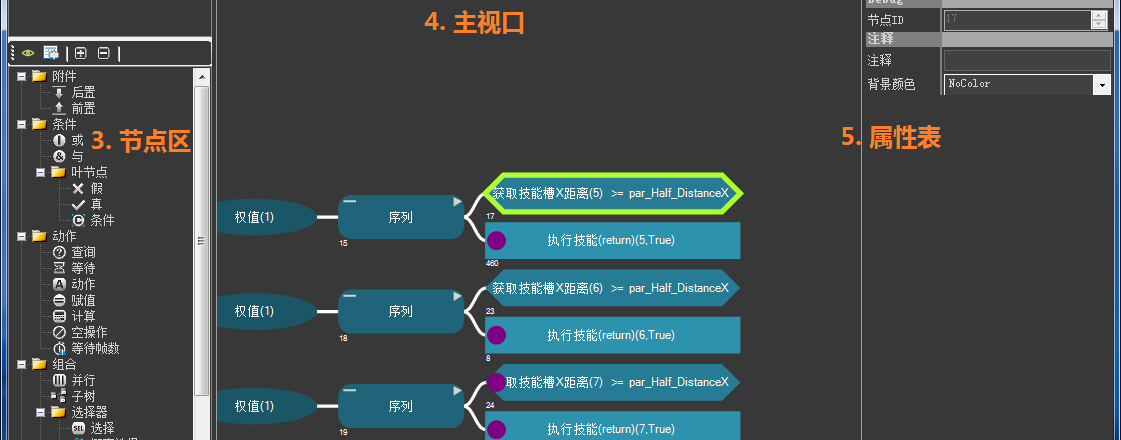 4. 主视口
Debug
节点ID
17
注释
注释
背景颜色
NoColor
附件
后置
前置
条件
或
与
叶节点
假
真
条件
3. 节点区
动作
查询
等待
动作
赋值
计算
空操作
等待帧数
组合
并行
子树
选择器
选择
5. 属性表
权值(1)
序列
15
获取技能槽X距离(5) >= par_Half_DistanceX
17
执行技能(return)(5,True)
460
权值(1)
序列
18
获取技能槽X距离(6) >= par_Half_DistanceX
23
执行技能(return)(6,True)
8
权值(1)
序列
19
取技能槽X距离(7) >= par_Half_DistanceX
24
执行技能(return)(7,True)